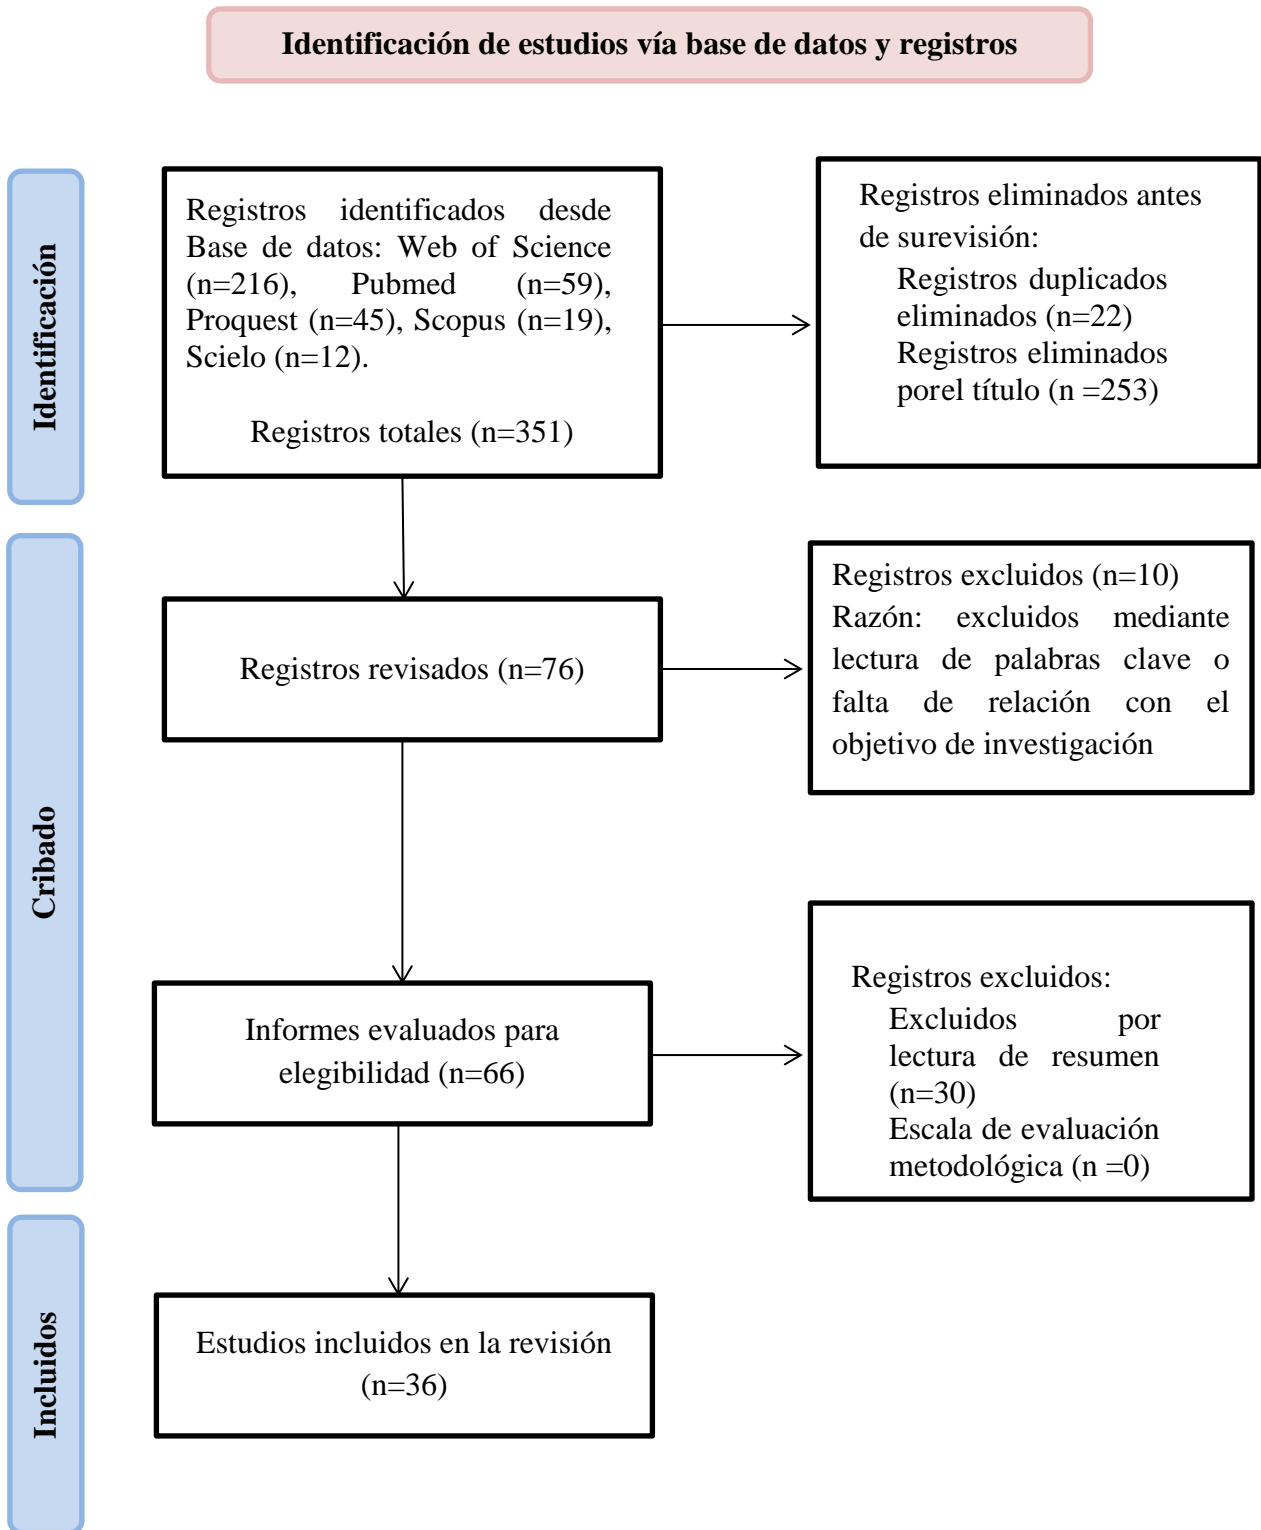 Identificación de estudios vía base de datos y registros
Identificación
Registros identificados desde
Base de datos: Web of Science
(n=216), Pubmed (n=59),
Proquest (n=45), Scopus (n=19),
Scielo (n=12).
Registros totales (n=351)
Registros eliminados antes
de surevisión:
Registros duplicados
eliminados (n=22)
Registros eliminados
porel título (n =253)
Cribado
Registros revisados (n=76)
Registros excluidos (n=10)
Razón: excluidos mediante
lectura de palabras clave o
falta de relación con el
objetivo de investigación
Informes evaluados para
elegibilidad (n=66)
Registros excluidos:
Excluidos por
lectura de resumen
(n=30)
Escala de evaluación
metodológica (n =0)
Incluidos
Estudios incluidos en la revisión
(n=36)